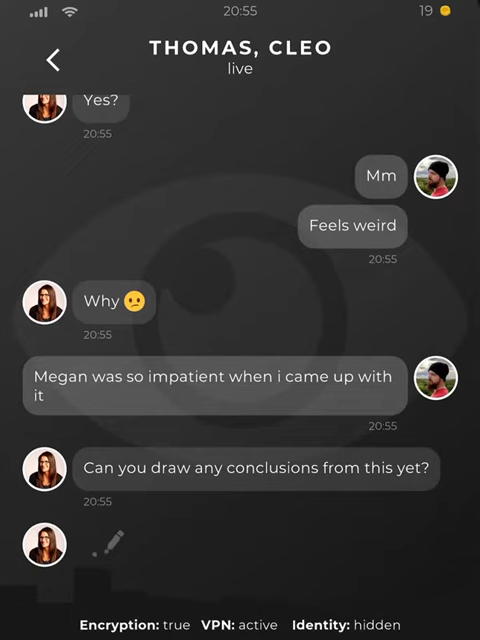 20:55
19
THOMAS, CLEO
live
Yes?
20:55
Mm
Feels weird
20:55
Why 😕
20:55
Megan was so impatient when i came up with
it
20:55
Can you draw any conclusions from this yet?
20:55
Encryption: true VPN: active Identity: hidden